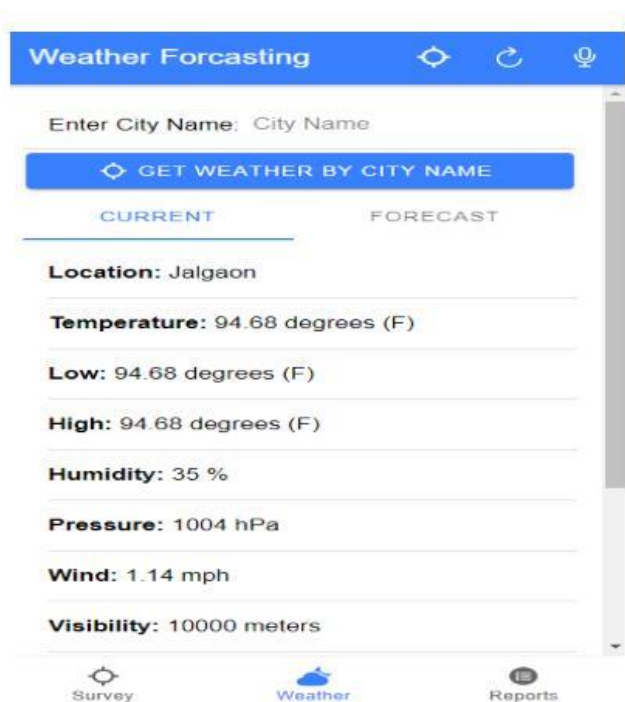 Weather Forcasting
Enter City Name: City Name
GET WEATHER BY CITY NAME
CURRENT FORECAST
Location: Jalgaon
Temperature: 94.68 degrees (F)
Low: 94.68 degrees (F)
High: 94.68 degrees (F)
Humidity: 35 %
Pressure: 1004 hPa
Wind: 1.14 mph
Visibility: 10000 meters
Survey Weather Reports